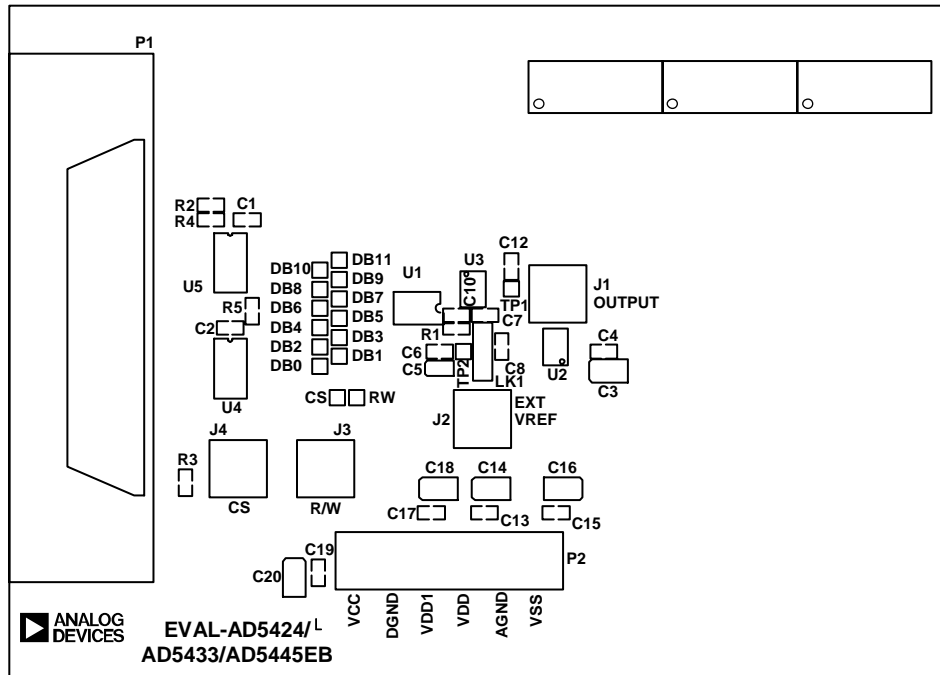 P1
R2
C1
R4
U5
DB11
DB10
DB9
DB8
DB7
DB6
DB5
DB4
DB3
DB2
DB1
DB0
R5
C2
U4
U1
U3
C10
C12
TP1
J1
OUTPUT
C7
R1
C6
C5
TP2
C8
LK1
U2
C4
C3
CS
RW
J2
EXT
VREF
J4
J3
R3
CS
R/W
C18
C14
C16
C17
C13
C15
C19
C20
P2
VCC
DGND
VDD1
VDD
AGND
VSS
ANALOG
DEVICES
EVAL-AD5424/
AD5433/AD5445EB